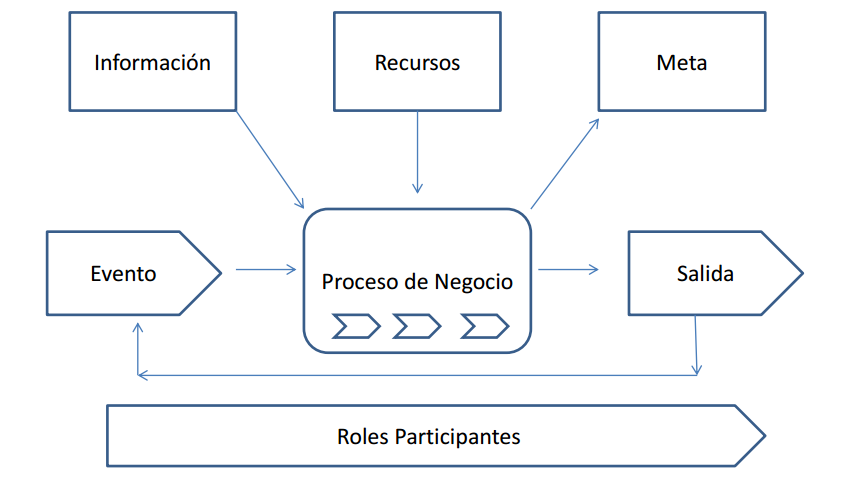 Información
Recursos
Meta
Evento
Proceso de Negocio
Salida
Roles Participantes